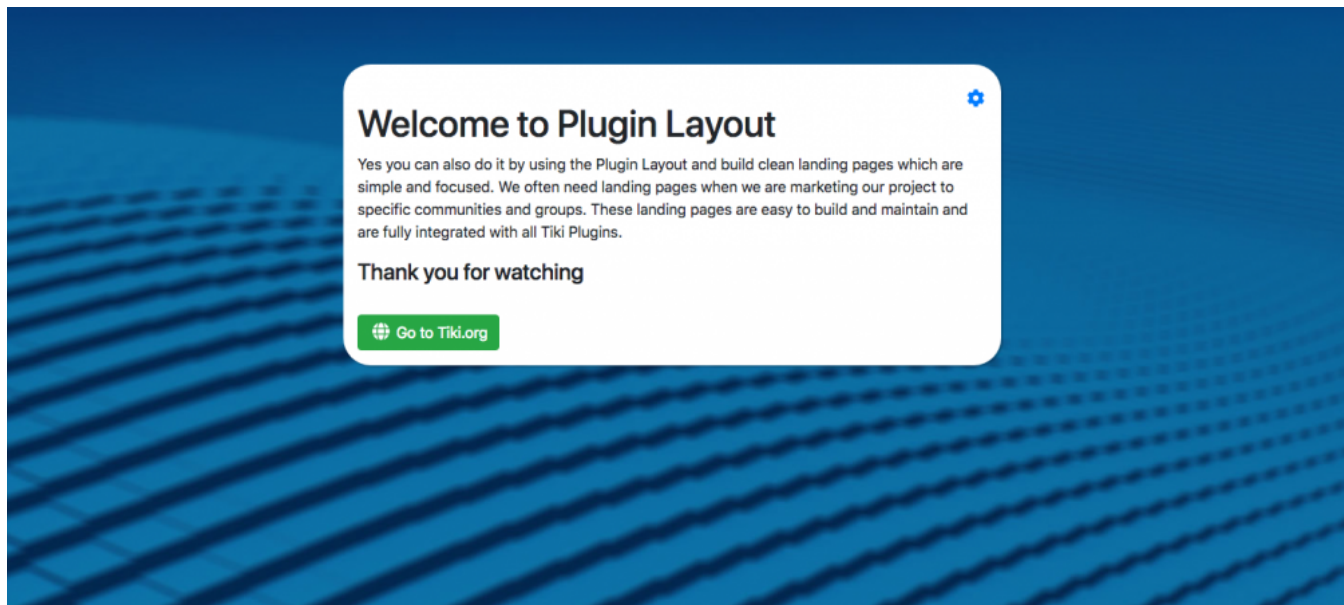 Welcome to Plugin Layout
Yes you can also do it by using the Plugin Layout and build clean landing pages which are
simple and focused. We often need landing pages when we are marketing our project to
specific communities and groups. These landing pages are easy to build and maintain and
are fully integrated with all Tiki Plugins.
Thank you for watching
Go to Tiki.org